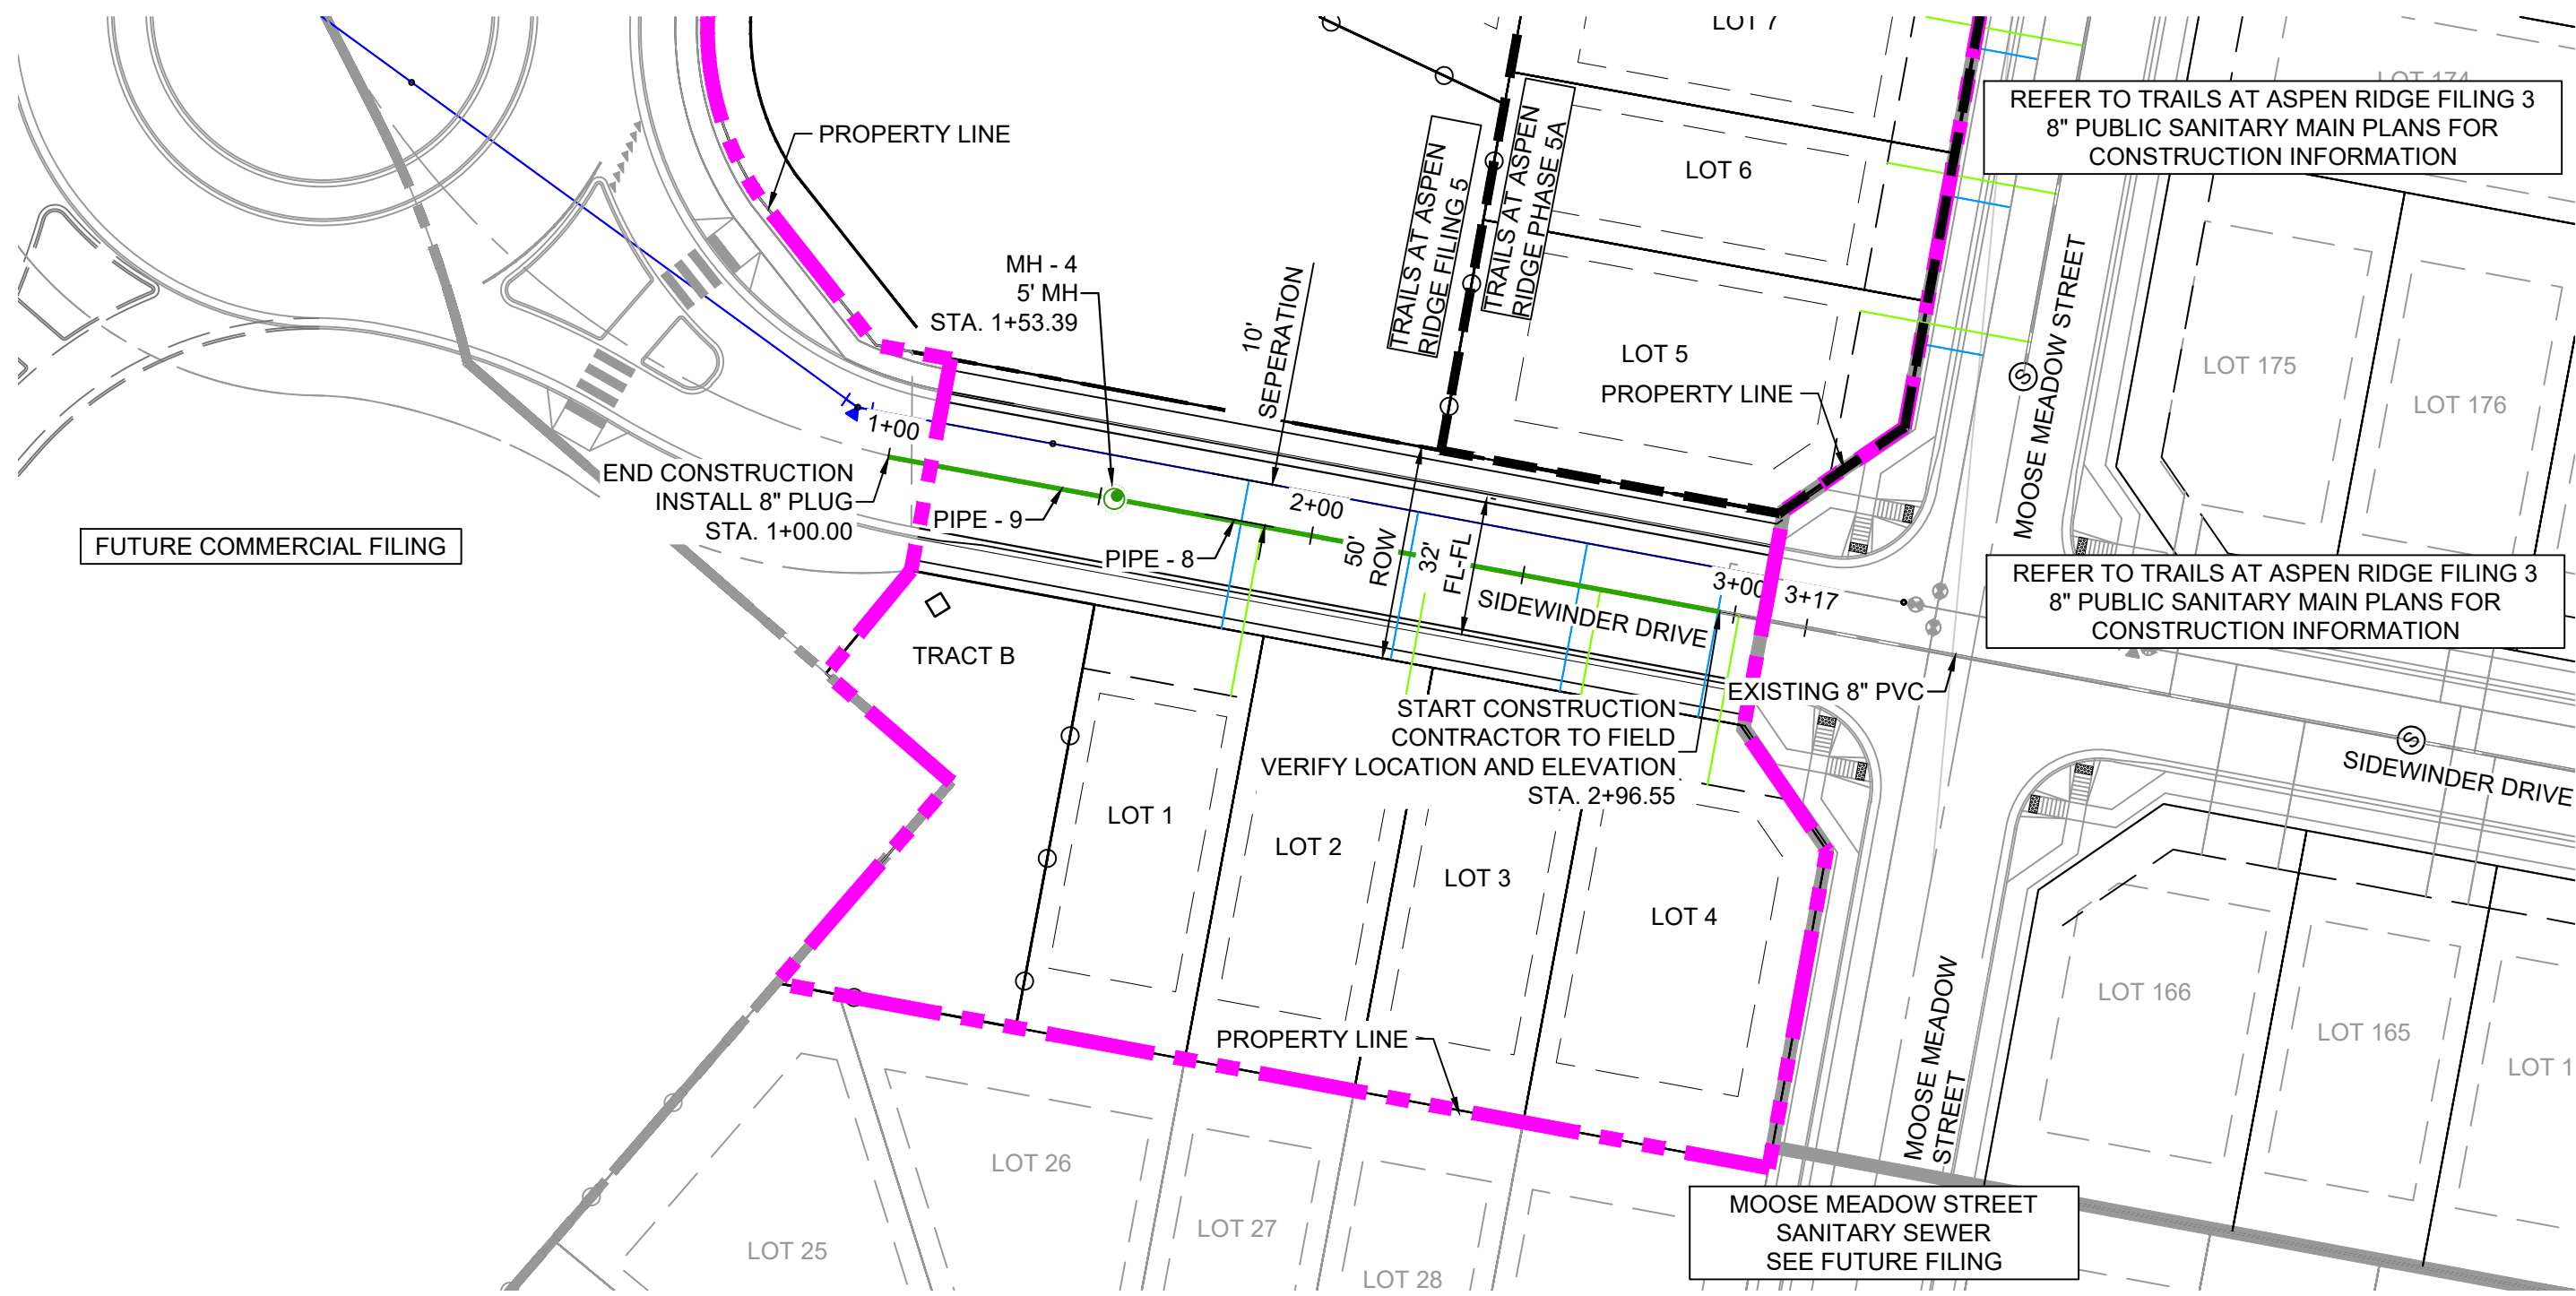 LOT 7
LOT 174
REFER TO TRAILS AT ASPEN RIDGE FILING 3
8" PUBLIC SANITARY MAIN PLANS FOR
CONSTRUCTION INFORMATION
PROPERTY LINE
LOT 6
TRAILS AT ASPEN
RIDGE FILING 5
TRAILS AT ASPEN
RIDGE PHASE 5A
MH - 4
5' MH
STA. 1+53.39
10'
SEPERATION
MOOSE MEADOW STREET
S
LOT 5
PROPERTY LINE
LOT 175
LOT 176
1+00
END CONSTRUCTION
INSTALL 8" PLUG
STA. 1+00.00
PIPE - 9
PIPE - 8
2+00
50'
ROW
32'
FL-FL
SIDEWINDER DRIVE
3+00
3+17
FUTURE COMMERCIAL FILING
REFER TO TRAILS AT ASPEN RIDGE FILING 3
8" PUBLIC SANITARY MAIN PLANS FOR
CONSTRUCTION INFORMATION
TRACT B
EXISTING 8" PVC
START CONSTRUCTION
CONTRACTOR TO FIELD
VERIFY LOCATION AND ELEVATION
STA. 2+96.55
S
SIDEWINDER DRIVE
LOT 1
LOT 2
LOT 3
LOT 4
LOT 166
LOT 165
LOT 1
PROPERTY LINE
MOOSE MEADOW
STREET
LOT 26
LOT 25
LOT 27
LOT 28
MOOSE MEADOW STREET
SANITARY SEWER
SEE FUTURE FILING